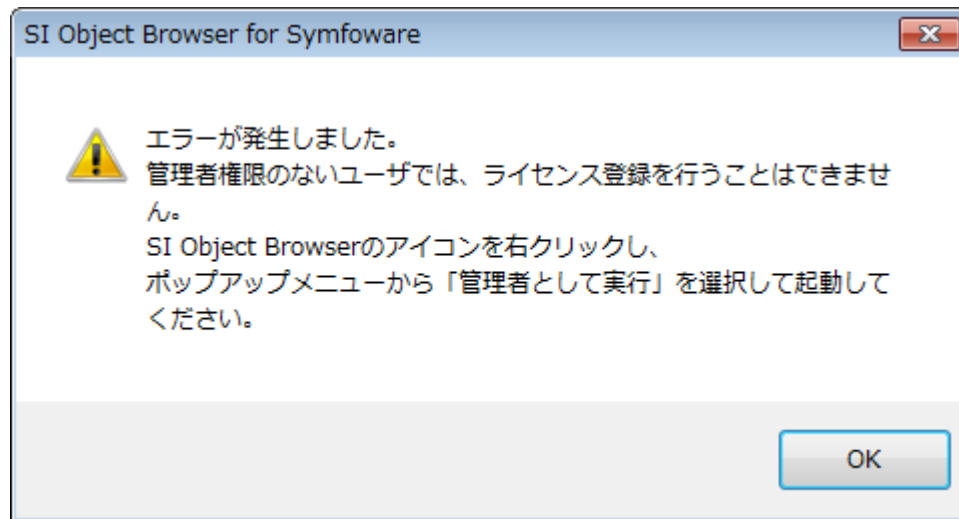 SI Object Browser for Symfoware
エラーが発生しました。
管理者権限のないユーザでは、ライセンス登録を行うことはできませ
ん。
SI Object Browserのアイコンを右クリックし、
ポップアップメニューから「管理者として実行」を選択して起動して
ください。
OK